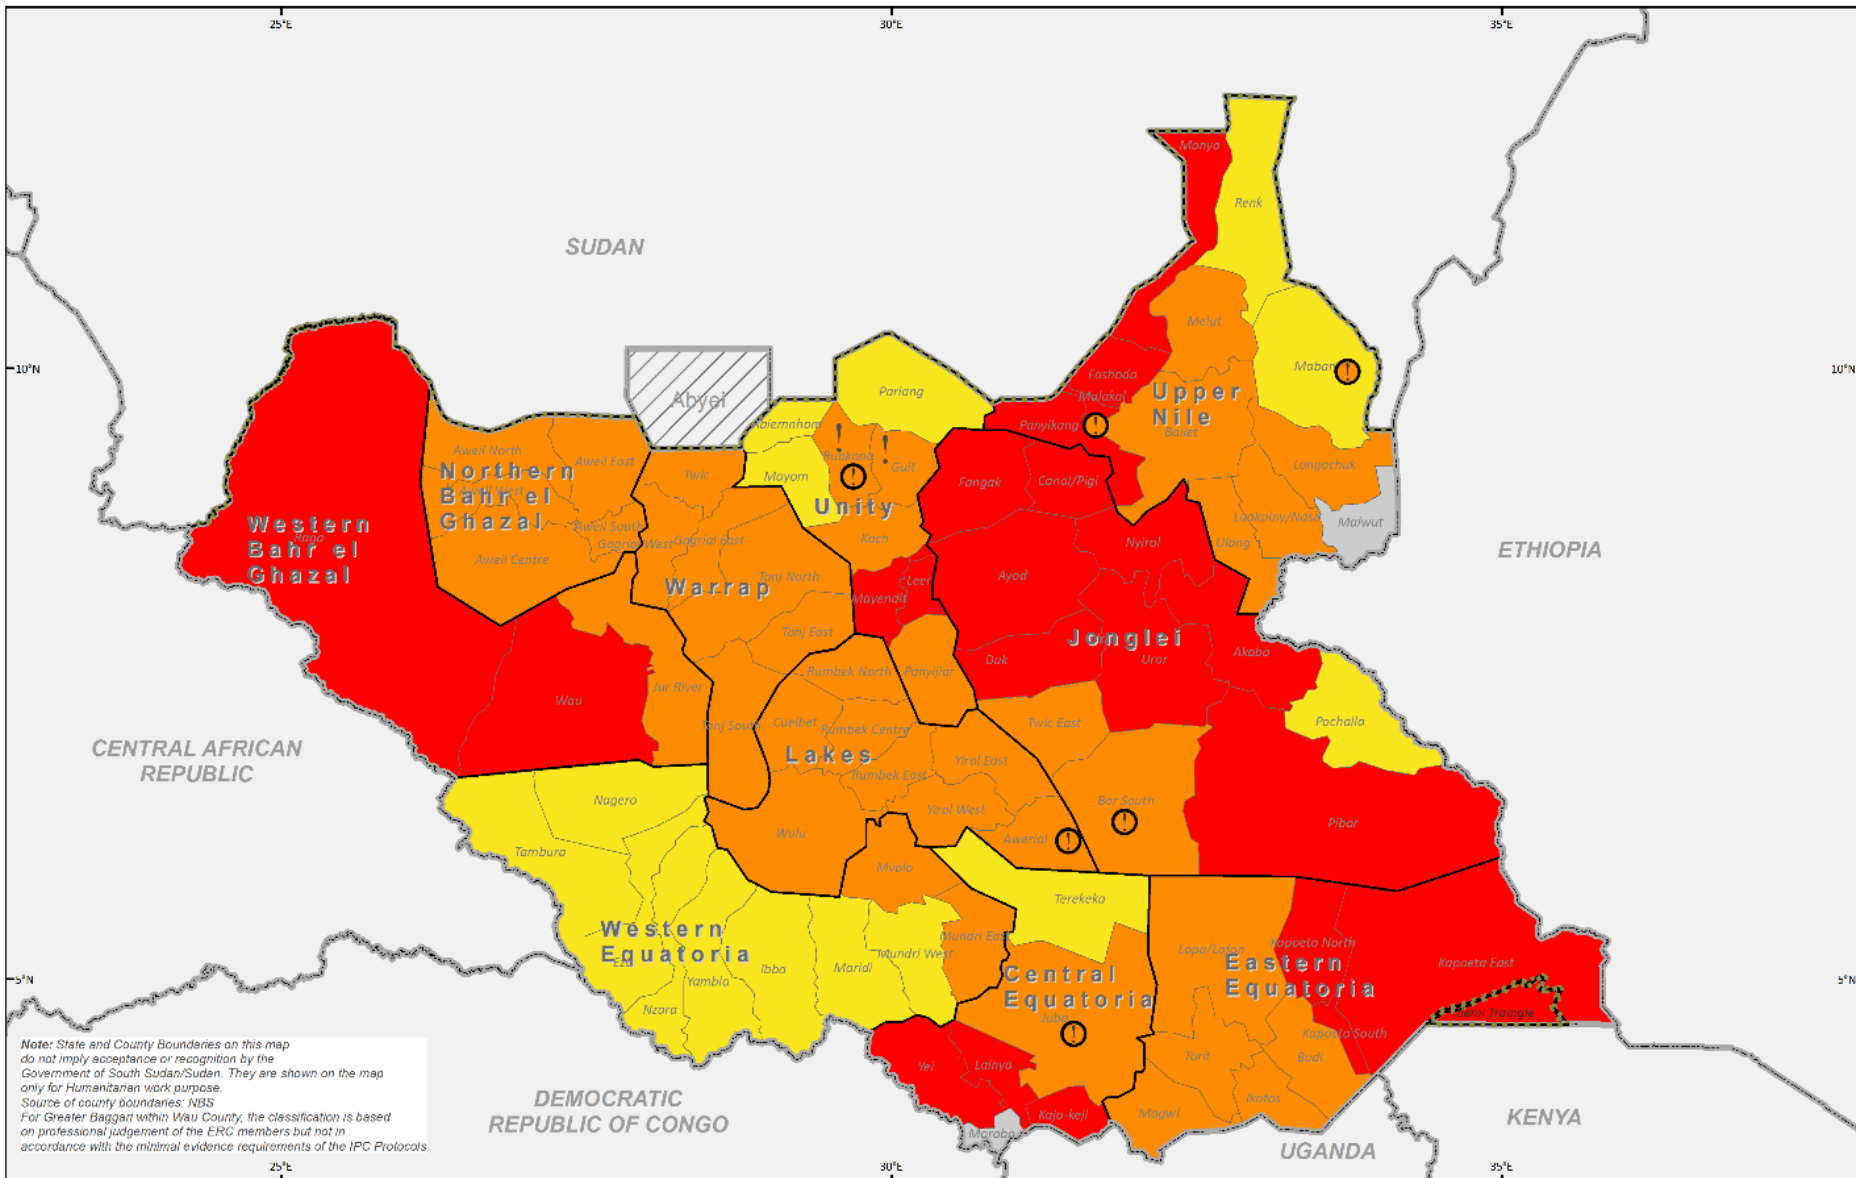 25°E 30°E 35°E
Manyo
Renk
SUDAN
Melut
10°N 10°N
Maban
Fashoda
Pariang
Upper
Nile
Malakal
Abyei
Abiemnhom
Panyikang
Baliet
Aweil North
Aweil East
Rubkona
Guit
Longochuk
Northern
Bahr el
Ghazal
Aweil West
Twic
Mayom
Fangak
Canal/Pigi
Unity
Western
Bahr el
Ghazal
Raga
Aweil South
Luakpiny/Nasir
Maiwut
Gogrial West
Gogrial East
Koch
Nyirol
Ulang
ETHIOPIA
Aweil Centre
Tonj North
Ayod
Leer
Warrap
Mayendit
Tonj East
Jonglei
Akobo
Duk
Uror
Rumbek North
Panyijiar
Jur River
Wau
Tonj South
Cueibet
Rumbek Centre
Twic East
Pochalla
CENTRAL AFRICAN
REPUBLIC
Lakes
Yirol East
Rumbek East
Nagero
Yirol West
Bor South
Pibor
Wulu
Awerial
Tambura
Mvolo
Terekeka
Western
Equatoria
Mundri East
Mundri West
Lopa/Lafon
Kapoeta North
Kapoeta East
Ezo
Ibba
Maridi
Yambio
Central
Equatoria
Eastern
Equatoria
5°N 5°N
Nzara
Juba
Ilemi Traingle
Kapoeta South
Torit
Budi
Yei
Lainya
Ikotos
Magwi
Kajo-keji
Morobo
Note: State and County Boundaries on this map
do not imply acceptance or recognition by the
Government of South Sudan/Sudan. They are shown on the map
only for Humanitarian work purpose.
Source of county boundaries: NBS
For Greater Baggari within Wau County, the classification is based
on professional judgement of the ERC members but not in
accordance with the minimal evidence requirements of the IPC Protocols
DEMOCRATIC
REPUBLIC OF CONGO
KENYA
UGANDA
25°E 30°E 35°E